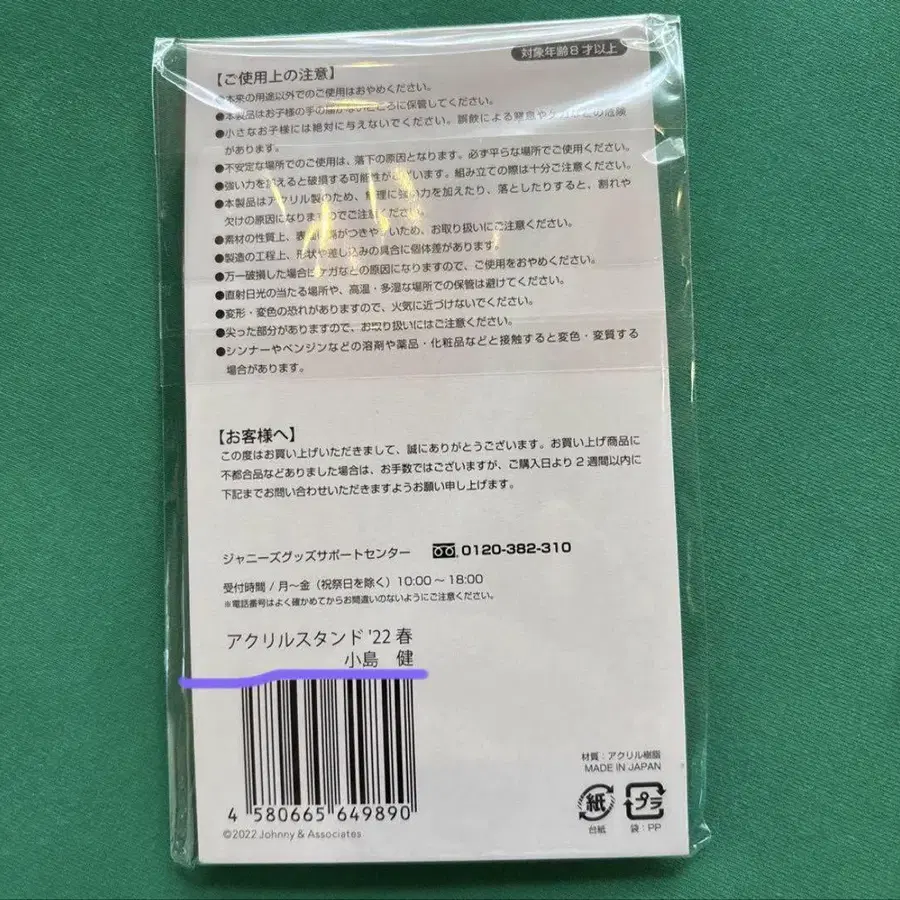 対象年齢8才以上
【ご使用上の注意】
●本来の用途以外でのご使用はおやめください。
●本製品はお子様の手の届かないところに保管してください。
●小さなお子様には絶対に与えないでください。誤飲による窒息やケガなどの危険
があります。
●不安定な場所でのご使用は、落下の原因となります。必ず平らな場所でご使用ください。
●強い力を加えると破損する可能性がございます。組み立ての際は十分ご注意ください。
●本製品はアクリル製のため、無理に強い力を加えたり、落としたりすると、割れや
欠けの原因になりますのでご注意ください。
●素材の性質上、表面に傷がつきやすいため、お取り扱いにご注意ください。
●製造の工程上、形状や差し込みの具合に個体差があります。
●万一破損した場合はケガなどの原因になりますので、ご使用をおやめください。
●直射日光の当たる場所や、高温・多湿な場所での保管は避けてください。
●変形・変色の恐れがありますので、火気に近づけないでください。
●尖った部分がありますので、お取り扱いにはご注意ください。
●シンナーやベンジンなどの溶剤や薬品・化粧品などと接触すると変色・変質する
場合があります。
【お客様へ】
この度はお買い上げいただきまして、誠にありがとうございます。お買い上げ商品に
不都合品などありました場合は、お手数ではございますが、ご購入日より2週間以内に
下記までお問い合わせいただきますようお願い申し上げます。
ジャニーズグッズサポートセンター 0120-382-310
受付時間 / 月～金（祝祭日を除く）10:00～18:00
※電話番号はよく確かめてからお間違いのないようにご注意ください。
アクリルスタンド '22 春
小島 健
4 580665 649890
©2022 Johnny & Associates
材質：アクリル樹脂
MADE IN JAPAN
紙 プラ
台紙 袋：PP